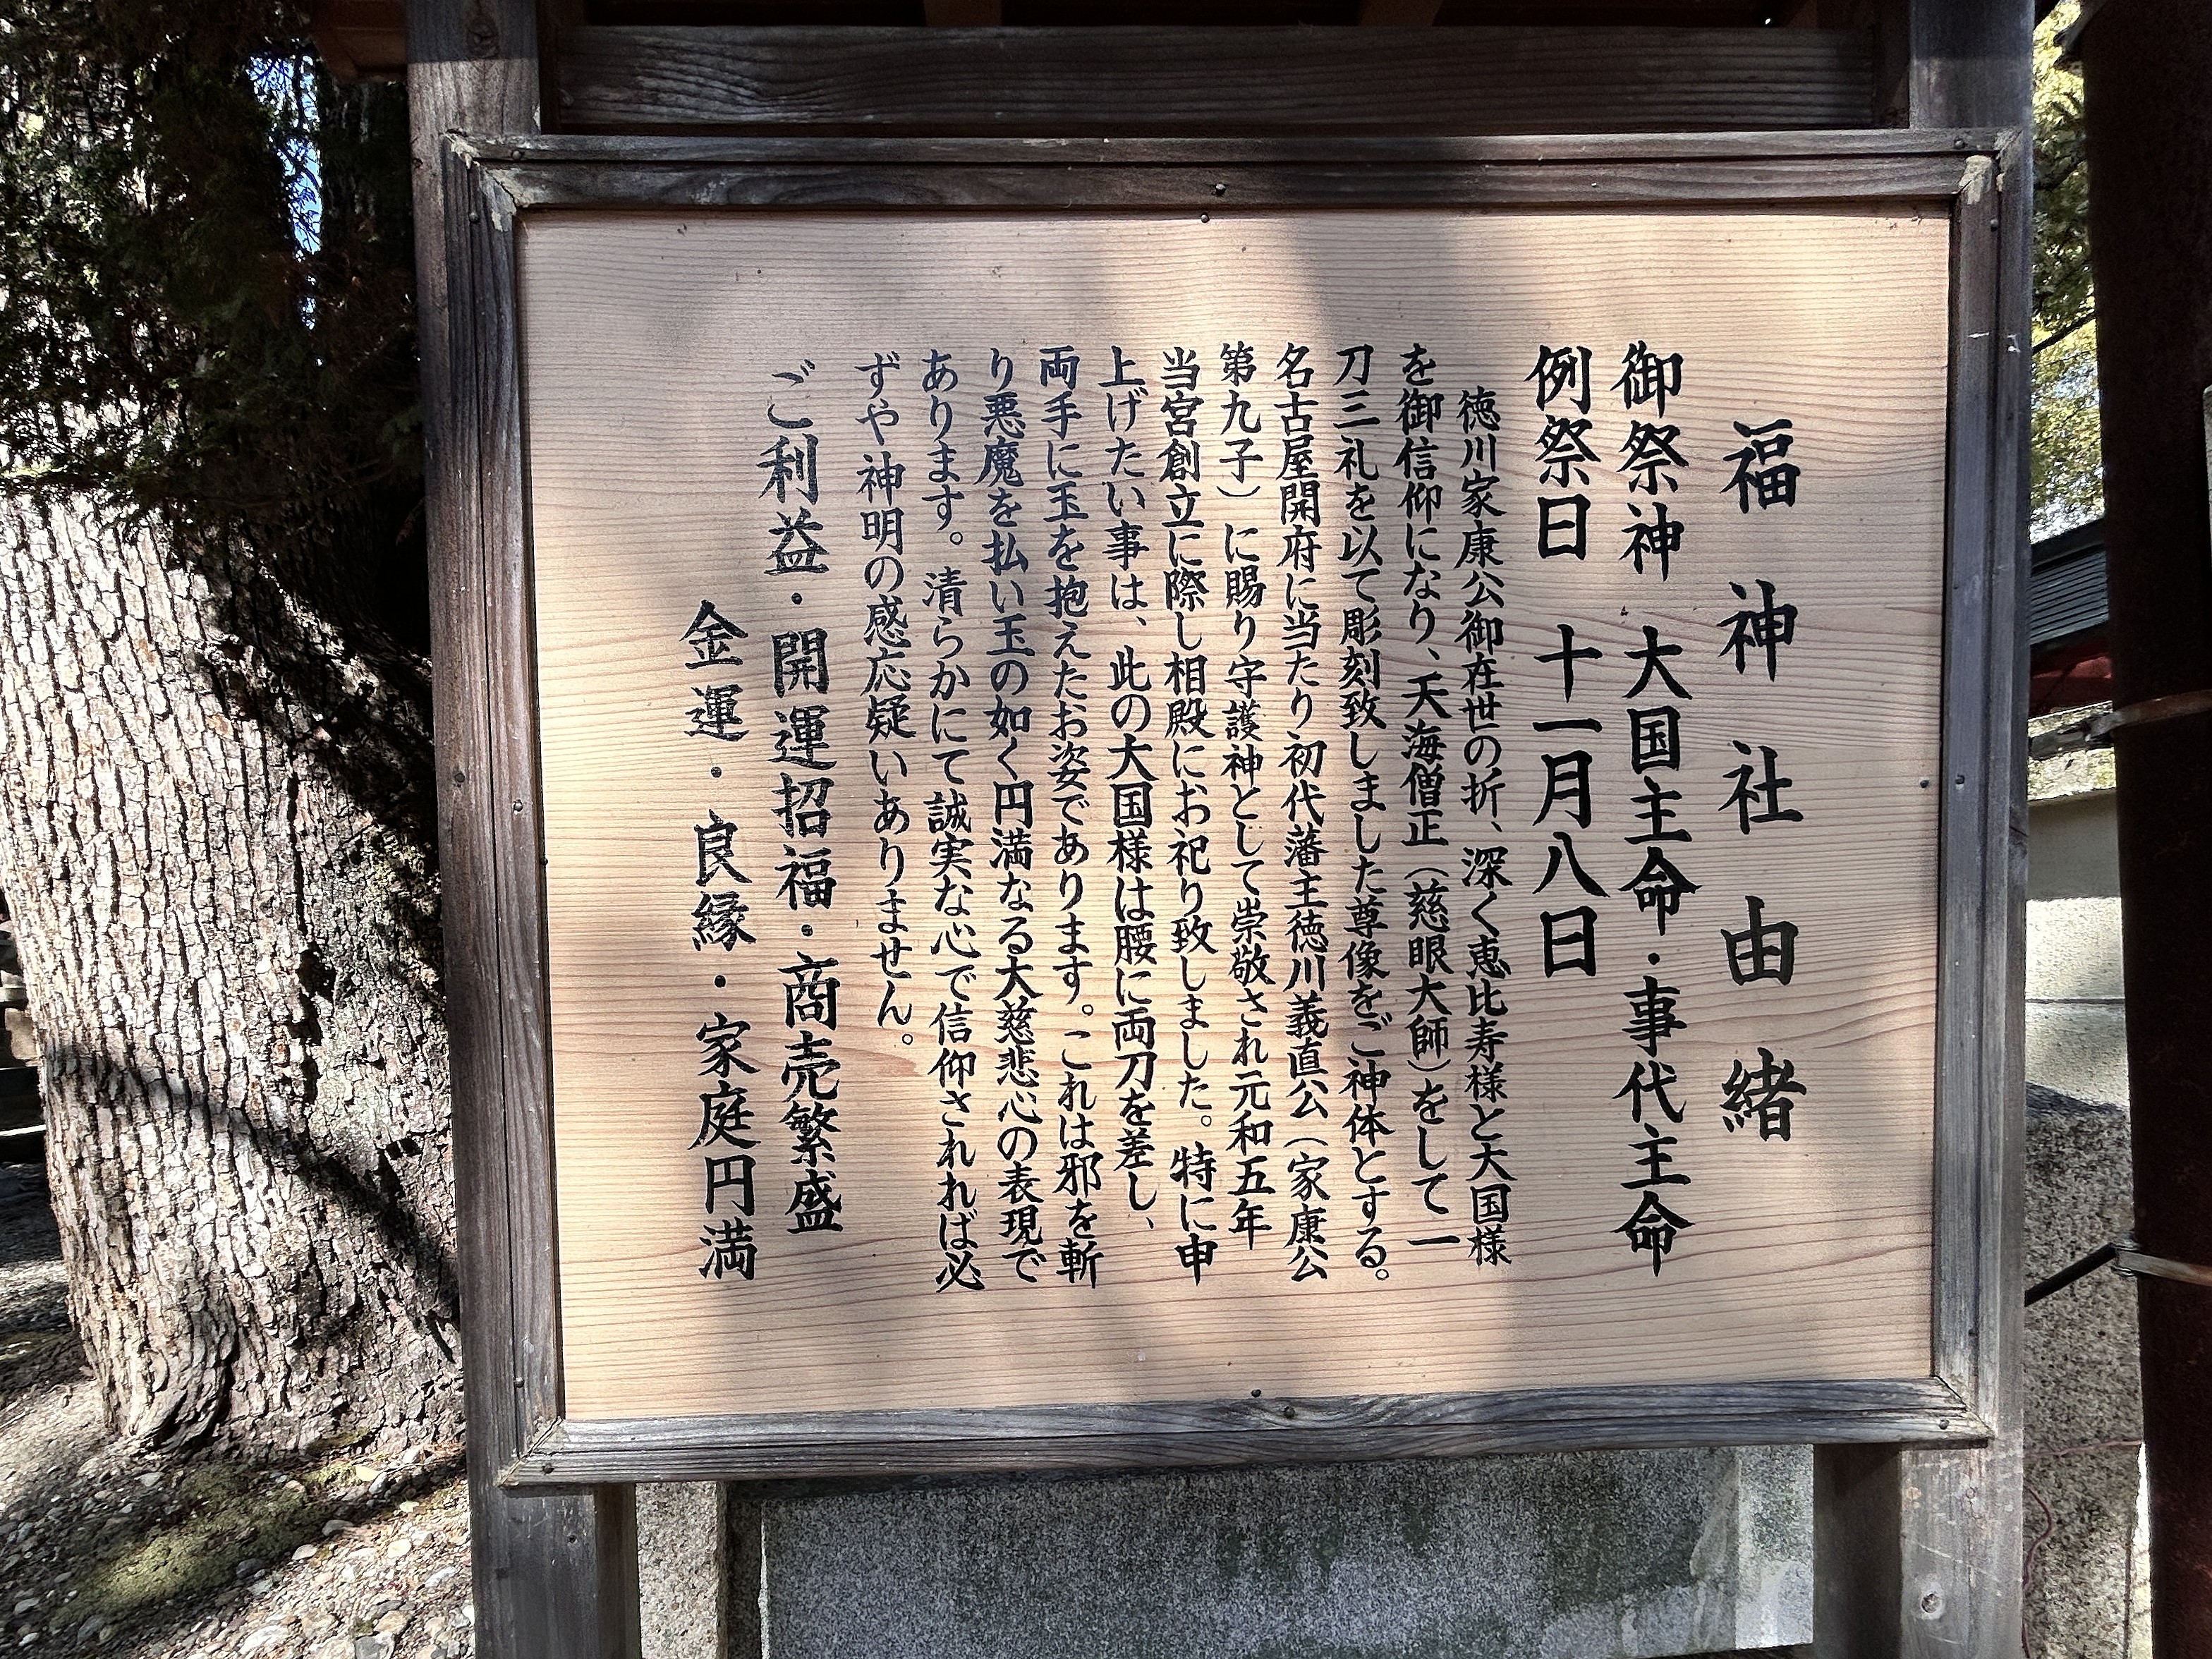 福神社由緒
御祭神 大国主命・事代主命
例祭日 十一月八日
徳川家康公御在世の折、深く恵比寿様と大国様
を御信仰になり、天海僧正（慈眼大師）をして一
刀三礼を以て彫刻致しました尊像をご神体とする。
名古屋開府に当たり初代藩主徳川義直公（家康公
第九子）に賜り守護神として崇敬され元和五年
当宮創立に際し相殿にお祀り致しました。特に申
上げたい事は、此の大国様は腰に両刀を差し、
両手に玉を抱えたお姿であります。これは邪を斬
り悪魔を払い玉の如く円満なる大慈悲心の表現で
あります。清らかにて誠実な心で信仰されれば必
ずや神明の感応疑いありません。
ご利益・開運招福・商売繁盛
金運・良縁・家庭円満